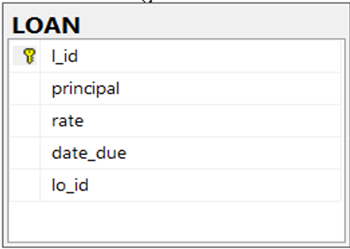 LOAN
l_id
principal
rate
date_due
lo_id